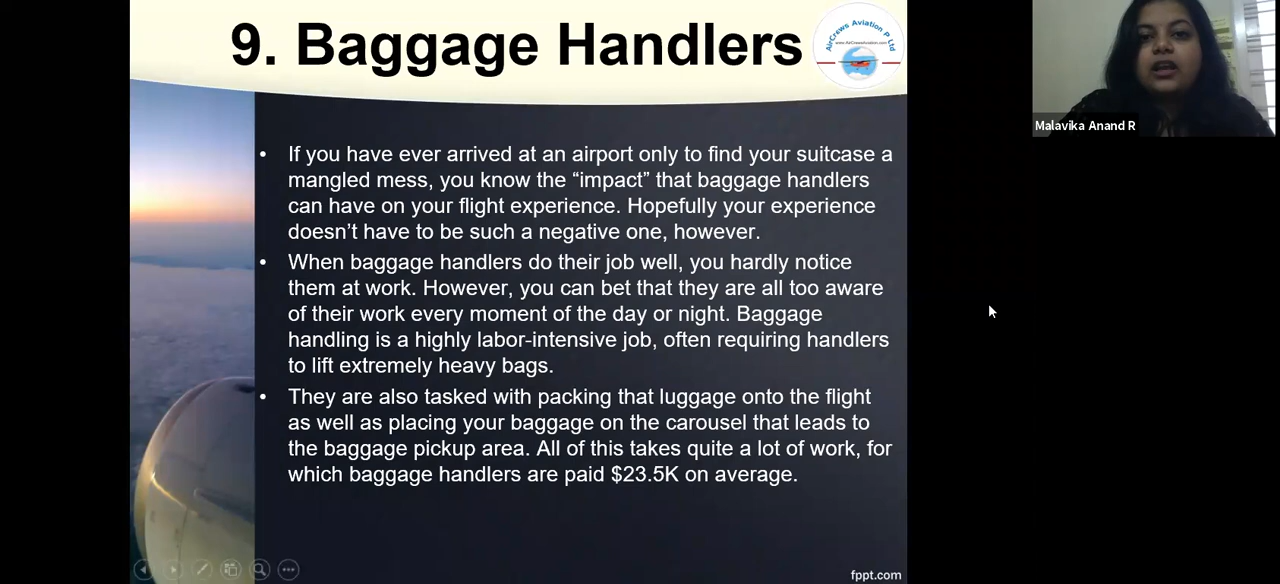 9. Baggage Handlers
AirCrews Aviation P Ltd
www.AirCrewsAviation.com
Malavika Anand R
• If you have ever arrived at an airport only to find your suitcase a
mangled mess, you know the “impact” that baggage handlers
can have on your flight experience. Hopefully your experience
doesn’t have to be such a negative one, however.
• When baggage handlers do their job well, you hardly notice
them at work. However, you can bet that they are all too aware
of their work every moment of the day or night. Baggage
handling is a highly labor-intensive job, often requiring handlers
to lift extremely heavy bags.
• They are also tasked with packing that luggage onto the flight
as well as placing your baggage on the carousel that leads to
the baggage pickup area. All of this takes quite a lot of work, for
which baggage handlers are paid $23.5K on average.
fppt.com